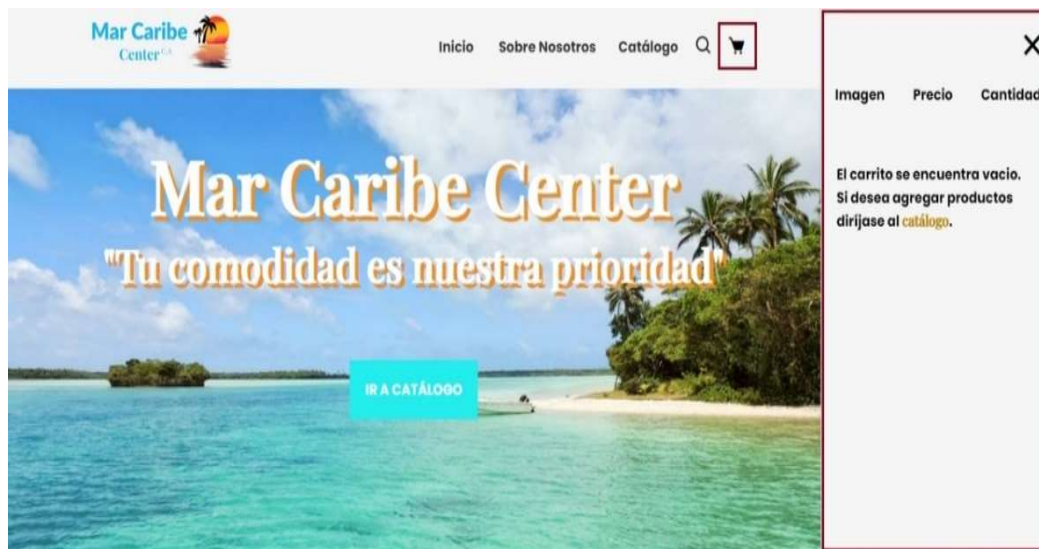 Mar Caribe
Center C.A
Inicio Sobre Nosotros Catálogo
Mar Caribe Center
"Tu comodidad es nuestra prioridad"
IR A CATÁLOGO
Imagen Precio Cantidad
El carrito se encuentra vacio.
Si desea agregar productos
diríjase al catálogo.